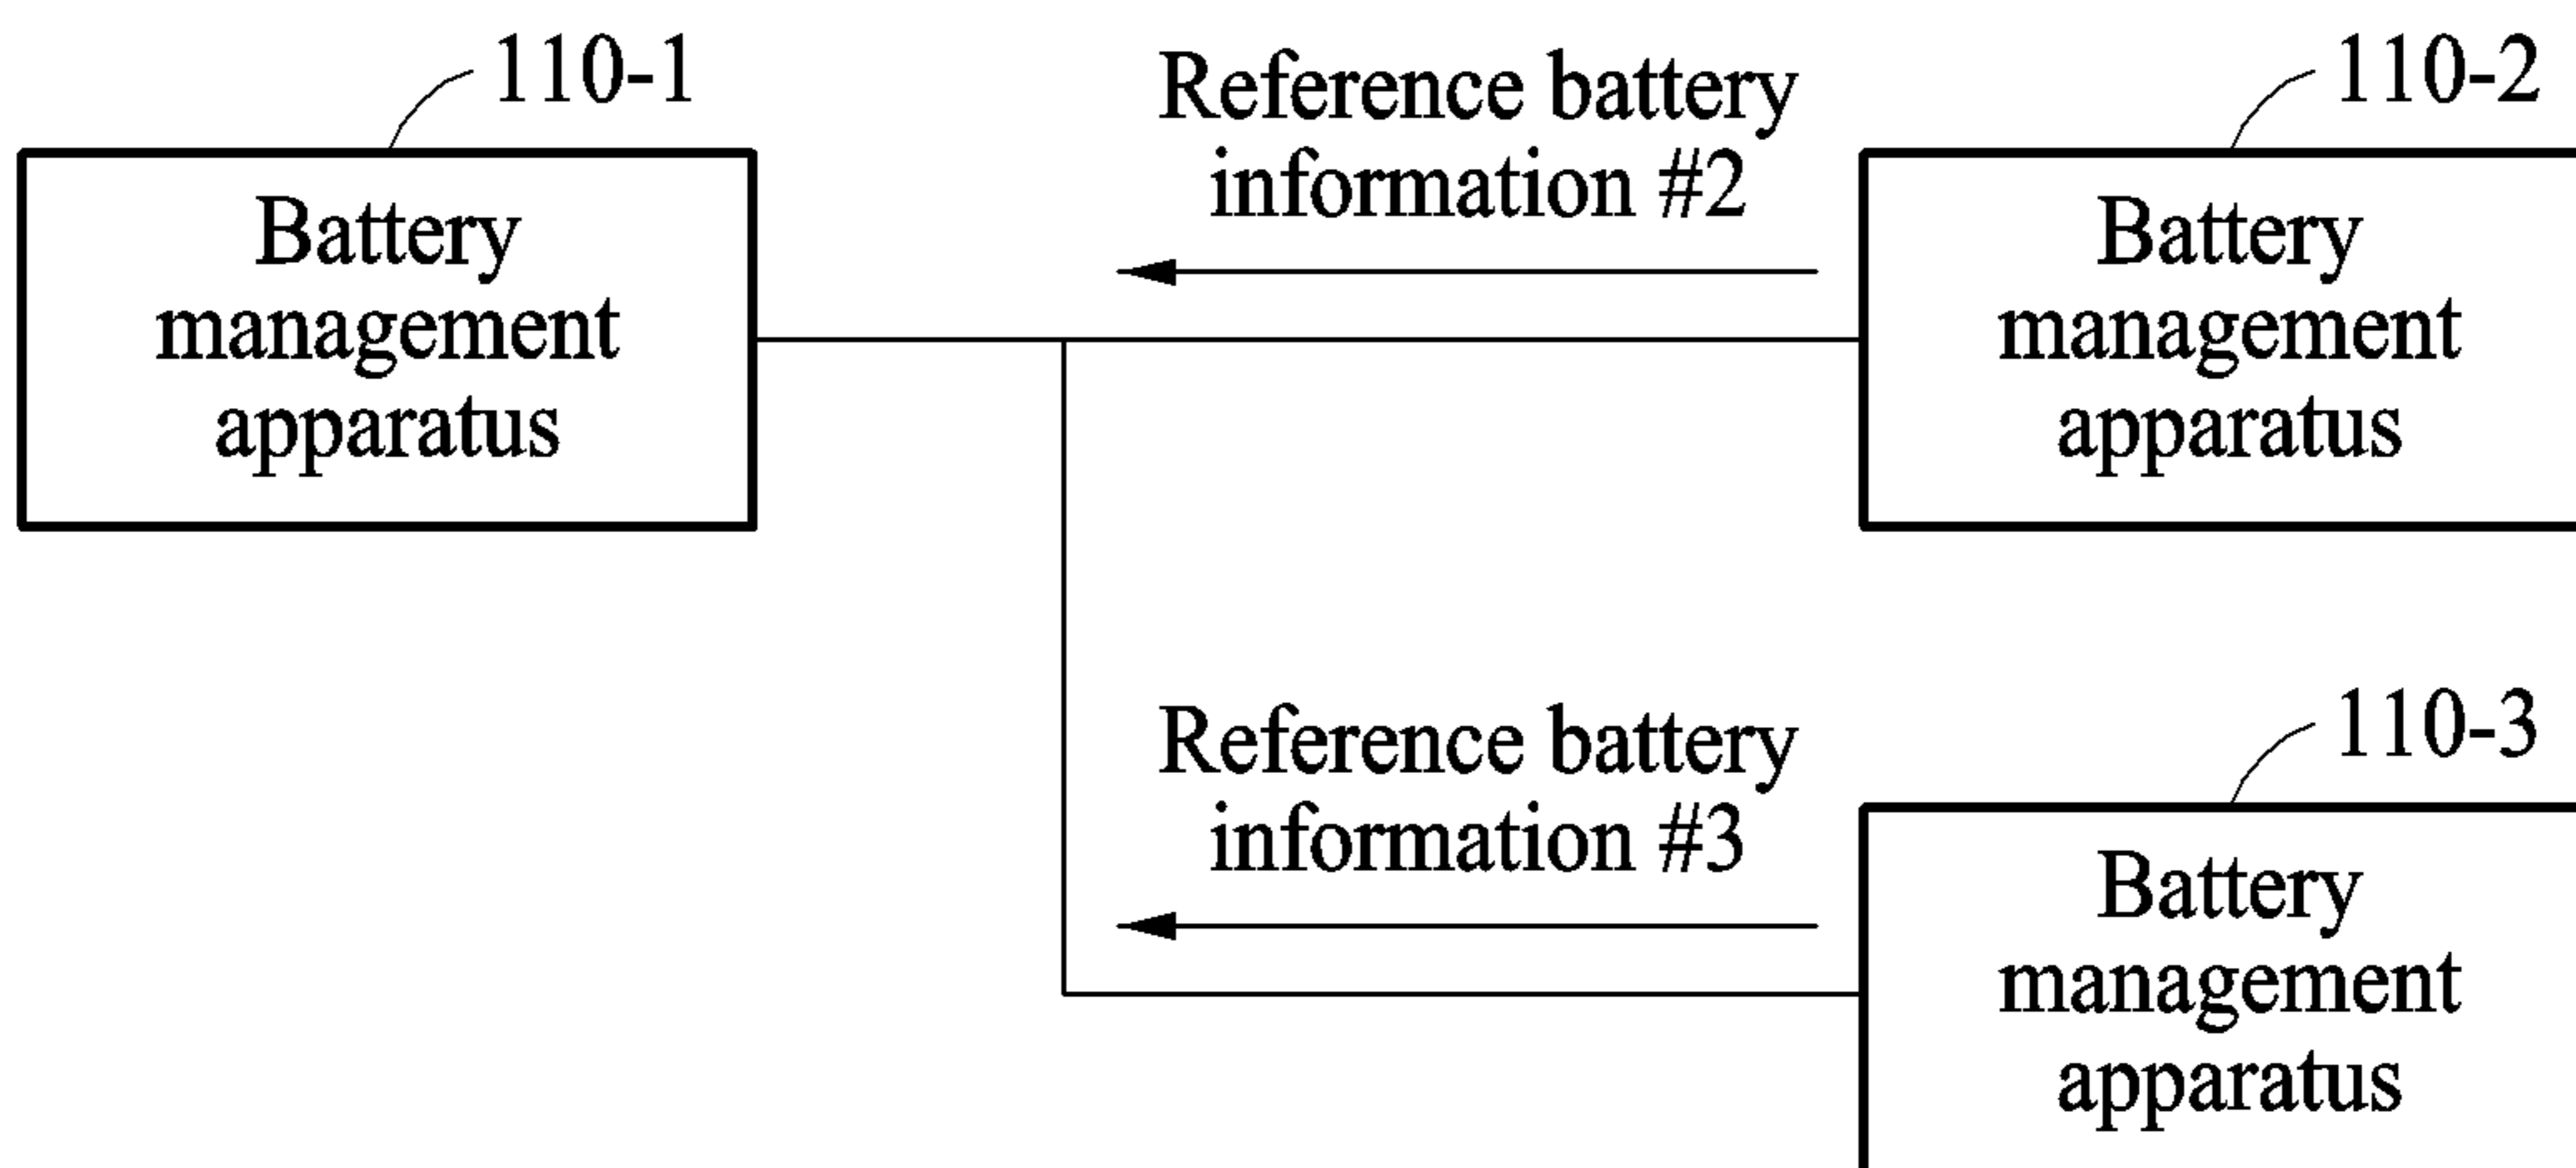 110-1
Battery
management
apparatus
Reference battery
information #2
110-2
Battery
management
apparatus
Reference battery
information #3
110-3
Battery
management
apparatus